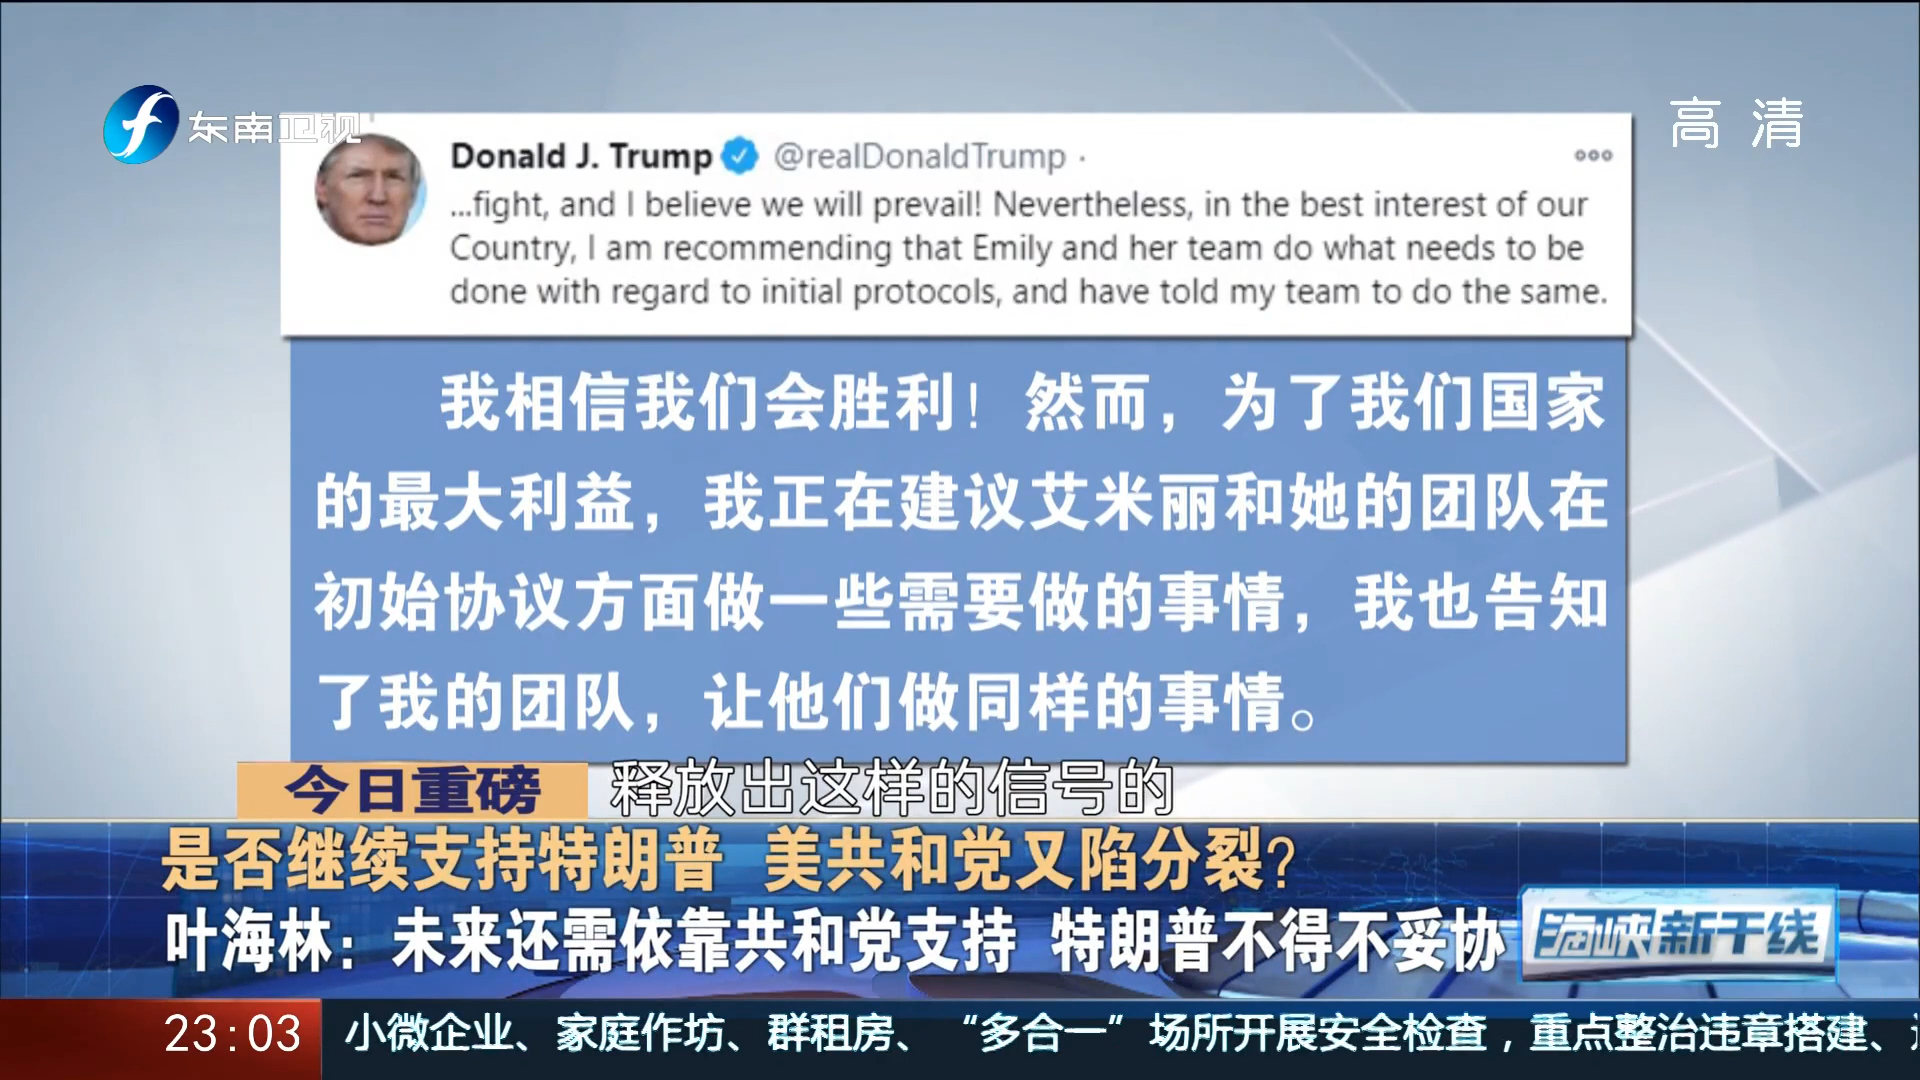 东南卫视
高清
Donald J. Trump @realDonaldTrump ·
...fight, and I believe we will prevail! Nevertheless, in the best interest of our
Country, I am recommending that Emily and her team do what needs to be
done with regard to initial protocols, and have told my team to do the same.
我相信我们会胜利！然而，为了我们国家
的最大利益，我正在建议艾米丽和她的团队在
初始协议方面做一些需要做的事情，我也告知
了我的团队，让他们做同样的事情。
今日重磅
释放出这样的信号的
是否继续支持特朗普 美共和党又陷分裂？
叶海林：未来还需依靠共和党支持 特朗普不得不妥协
海峡新干线
23:03
小微企业、家庭作坊、群租房、“多合一”场所开展安全检查，重点整治违章搭建、